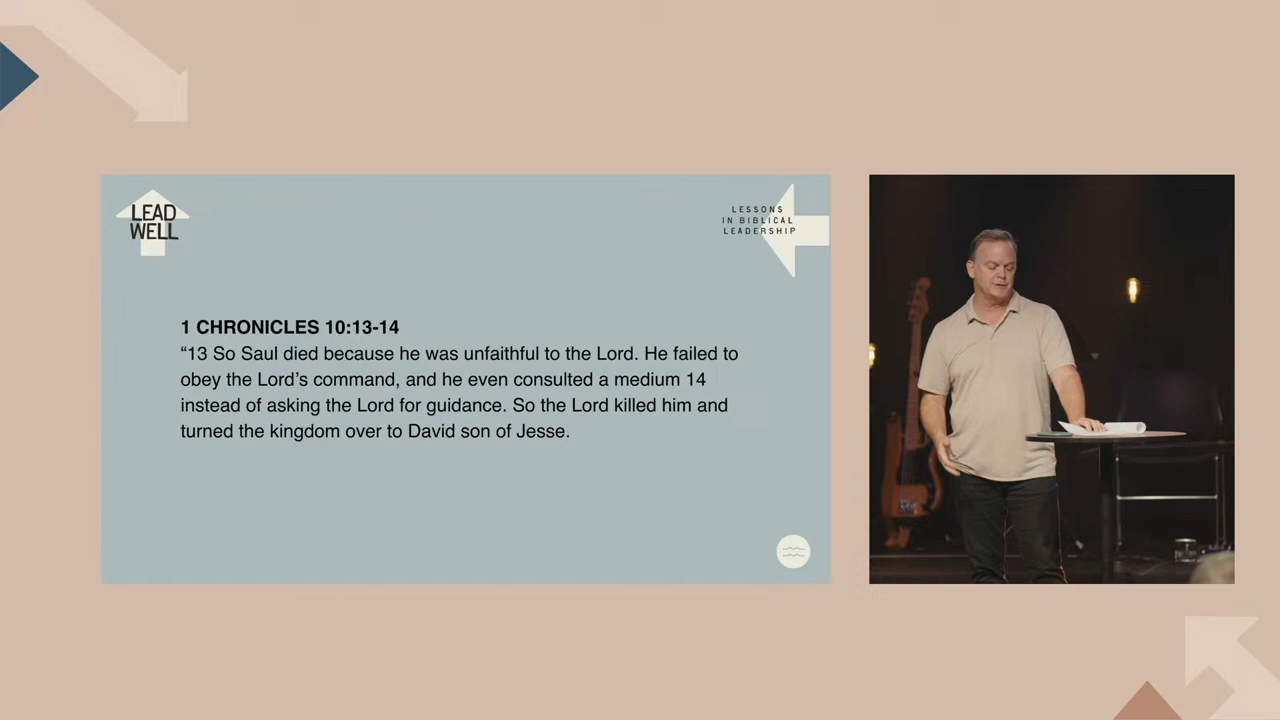 LEAD
WELL
LESSONS
IN BIBLICAL
LEADERSHIP
1 CHRONICLES 10:13-14
“13 So Saul died because he was unfaithful to the Lord. He failed to
obey the Lord’s command, and he even consulted a medium 14
instead of asking the Lord for guidance. So the Lord killed him and
turned the kingdom over to David son of Jesse.